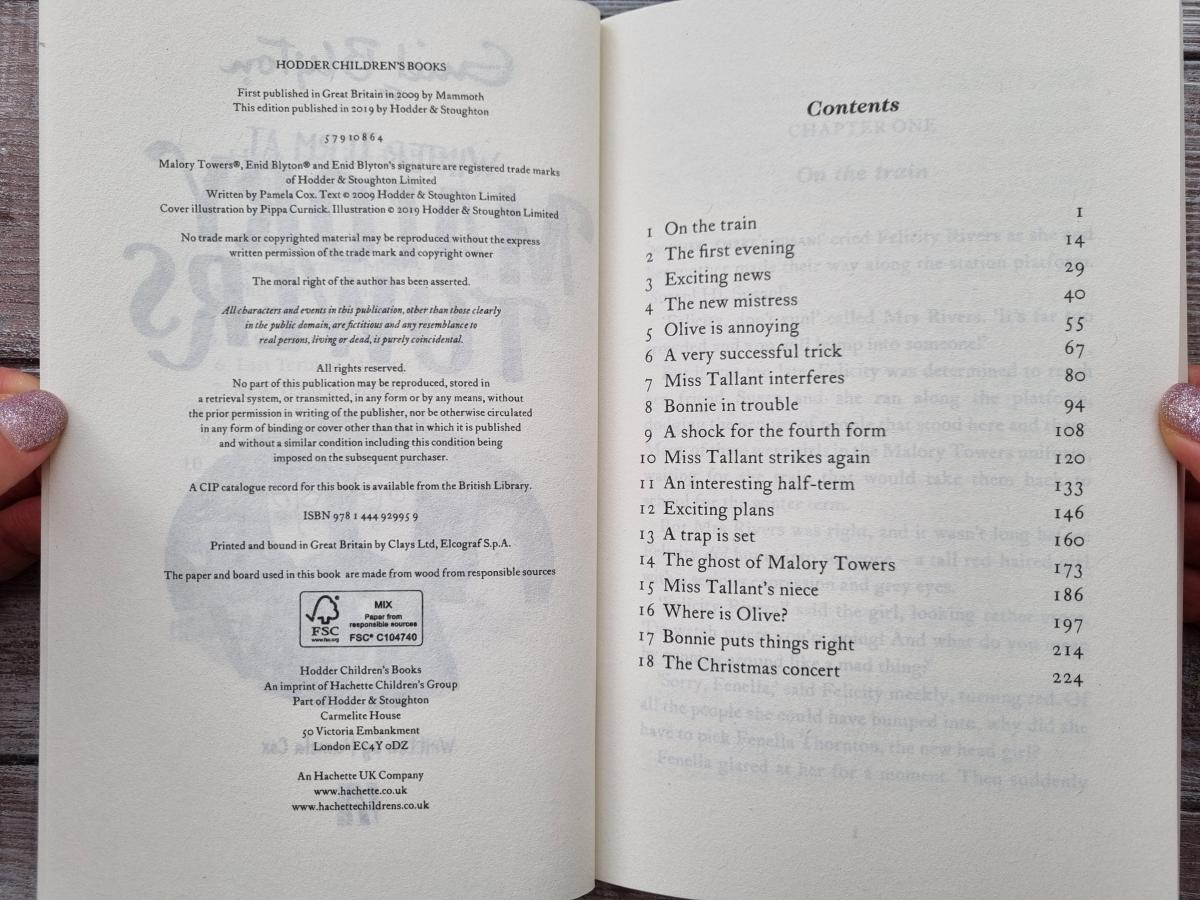 HODDER CHILDREN'S BOOKS
First published in Great Britain in 2009 by Mammoth
This edition published in 2019 by Hodder & Stoughton
5 7 9 10 8 6 4
Malory Towers®, Enid Blyton® and Enid Blyton's signature are registered trade marks
of Hodder & Stoughton Limited
Written by Pamela Cox. Text © 2009 Hodder & Stoughton Limited
Cover illustration by Pippa Curnick. Illustration © 2019 Hodder & Stoughton Limited
No trade mark or copyrighted material may be reproduced without the express
written permission of the trade mark and copyright owner
The moral right of the author has been asserted.
All characters and events in this publication, other than those clearly
in the public domain, are fictitious and any resemblance to
real persons, living or dead, is purely coincidental.
All rights reserved.
No part of this publication may be reproduced, stored in
a retrieval system, or transmitted, in any form or by any means, without
the prior permission in writing of the publisher, nor be otherwise circulated
in any form of binding or cover other than that in which it is published
and without a similar condition including this condition being
imposed on the subsequent purchaser.
A CIP catalogue record for this book is available from the British Library.
ISBN 978 1 444 92995 9
Printed and bound in Great Britain by Clays Ltd, Elcograf S.p.A.
The paper and board used in this book are made from wood from responsible sources
FSC
www.fsc.org
MIX
Paper from
responsible sources
FSC® C104740
Hodder Children's Books
An imprint of Hachette Children's Group
Part of Hodder & Stoughton
Carmelite House
50 Victoria Embankment
London EC4Y 0DZ
An Hachette UK Company
www.hachette.co.uk
www.hachettechildrens.co.uk
Contents
1 On the train 1
2 The first evening 14
3 Exciting news 29
4 The new mistress 40
5 Olive is annoying 55
6 A very successful trick 67
7 Miss Tallant interferes 80
8 Bonnie in trouble 94
9 A shock for the fourth form 108
10 Miss Tallant strikes again 120
11 An interesting half-term 133
12 Exciting plans 146
13 A trap is set 160
14 The ghost of Malory Towers 173
15 Miss Tallant's niece 186
16 Where is Olive? 197
17 Bonnie puts things right 214
18 The Christmas concert 224